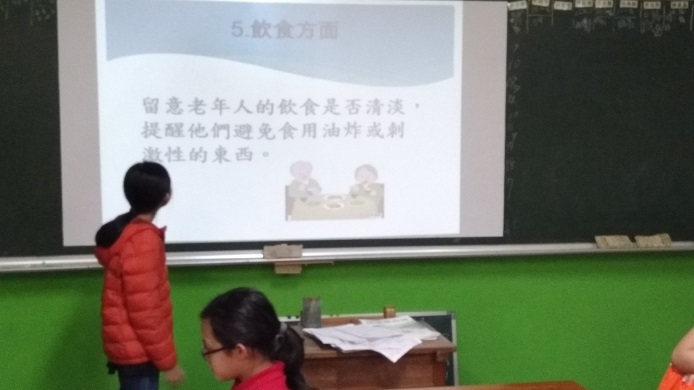 5.飲食方面
留意老年人的飲食是否清淡，
提醒他們避免食用油炸或刺
激性的東西。